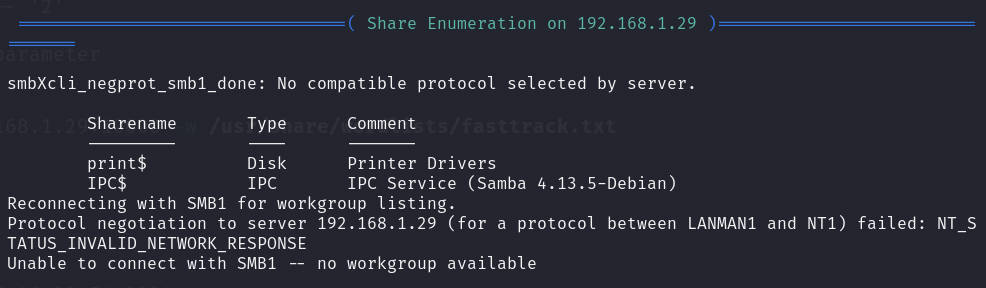 ( Share Enumeration on 192.168.1.29 )
parameter
smbXcli_negprot_smb1_done: No compatible protocol selected by server.
Sharename Type Comment
--------- ---- -------
print$ Disk Printer Drivers
IPC$ IPC IPC Service (Samba 4.13.5-Debian)
Reconnecting with SMB1 for workgroup listing.
Protocol negotiation to server 192.168.1.29 (for a protocol between LANMAN1 and NT1) failed: NT_S
TATUS_INVALID_NETWORK_RESPONSE
Unable to connect with SMB1 -- no workgroup available